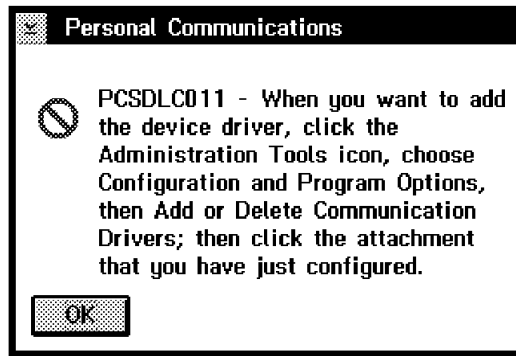 Personal Communications
PCSDLC011 - When you want to add
the device driver, click the
Administration Tools icon, choose
Configuration and Program Options,
then Add or Delete Communication
Drivers; then click the attachment
that you have just configured.
OK